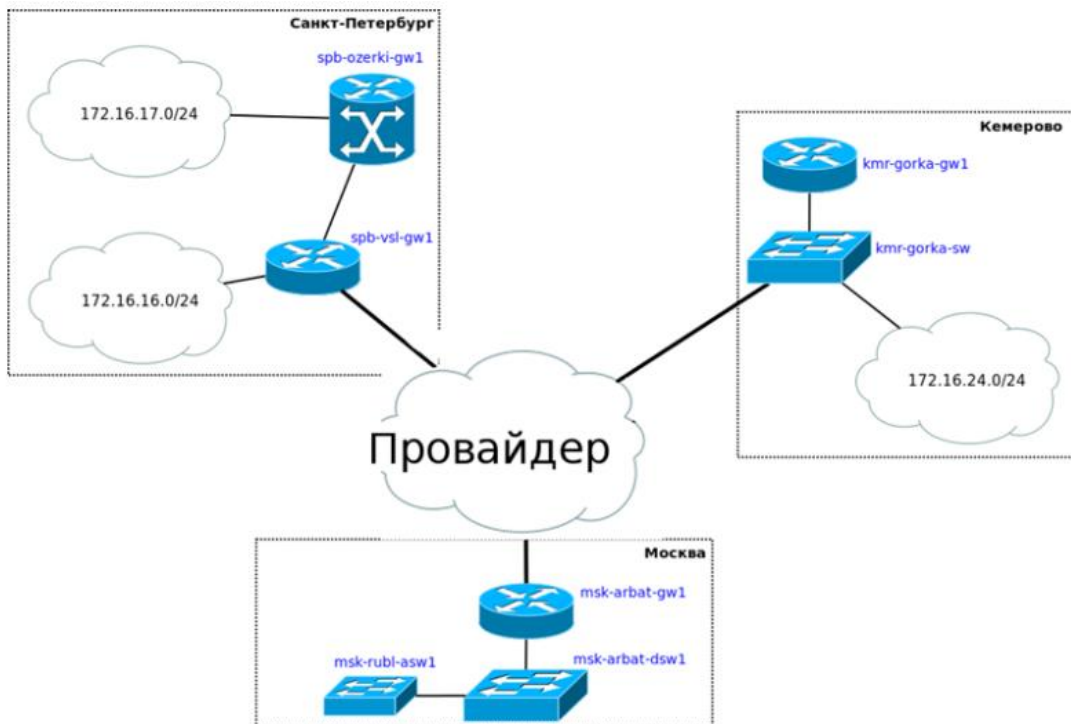 Санкт-Петербург
spb-ozerki-gw1
172.16.17.0/24
spb-vsl-gw1
172.16.16.0/24
Кемерово
kmr-gorka-gw1
kmr-gorka-sw
172.16.24.0/24
Провайдер
Москва
msk-arbat-gw1
msk-rubl-asw1
msk-arbat-dsw1